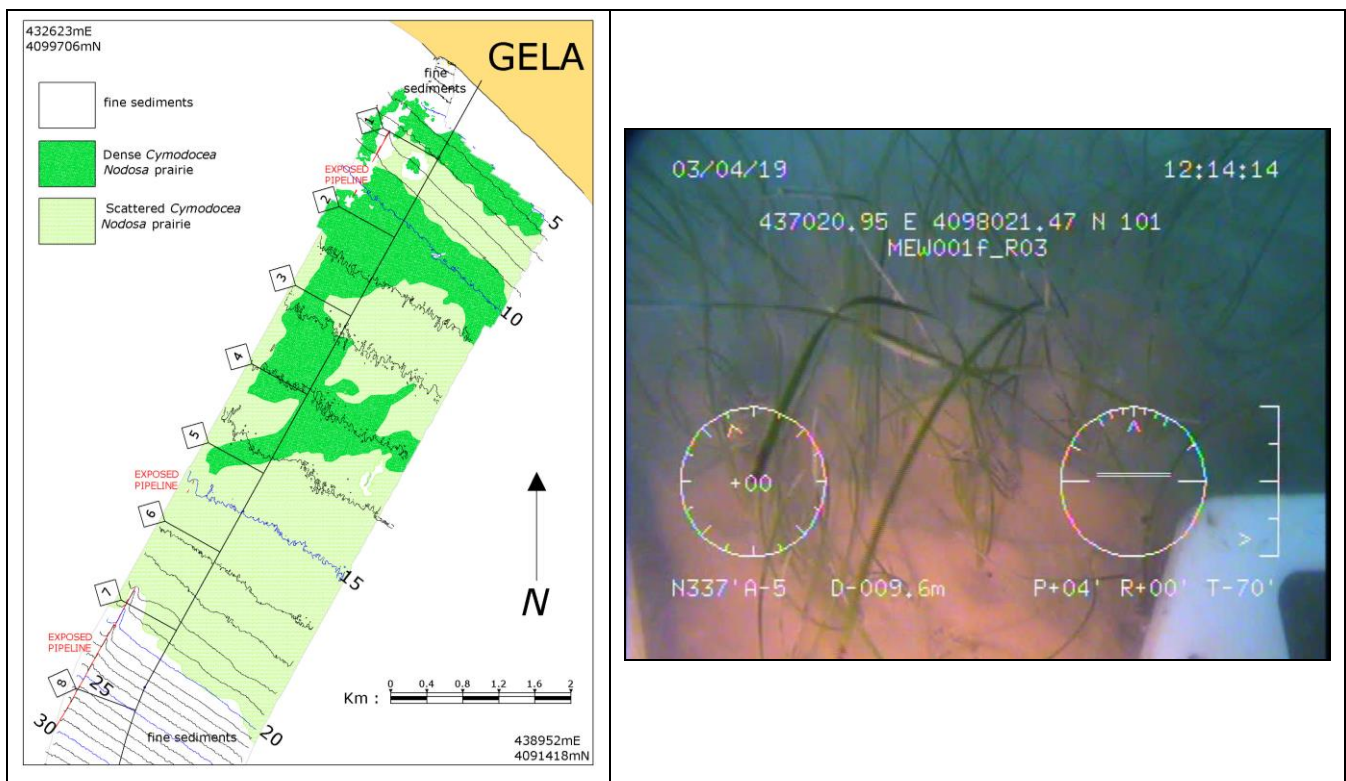 432623mE
4099706mN
GELA
fine
sediments
fine sediments
Dense Cymodocea
Nodosa prairie
Scattered Cymodocea
Nodosa prairie
1
EXPOSED
PIPELINE
2
5
3
10
4
5
EXPOSED
PIPELINE
6
15
7
N
EXPOSED
PIPELINE
8
25
30
20
Km :
0 0.4 0.8 1.2 1.6 2
fine sediments
438952mE
4091418mN
03/04/19 12:14:14
437020.95 E 4098021.47 N 101
MEW001f_R03
+00
N337'A-5 D-009.6m P+04' R+00' T-70'